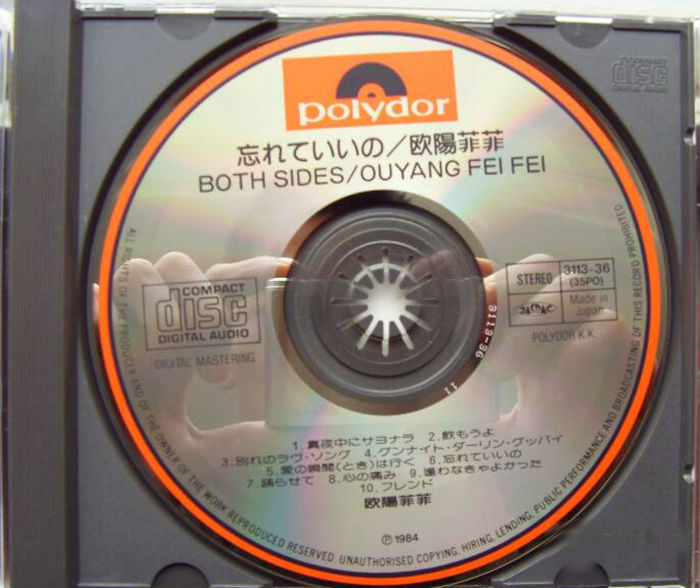 COMPACT
disc
DIGITAL AUDIO
polydor
忘れていいの/欧陽菲菲
BOTH SIDES/OUYANG FEI FEI
COMPACT
disc
DIGITAL AUDIO
DIGITAL MASTERING
STEREO
3113-36
(35PO)
JASRAC
Made in
Japan
POLYDOR K.K
3113-36
11
1.真夜中にサヨナラ 2.飲もうよ
3.別れのラヴ・ソング 4.グンナイト・ダーリン・グッバイ
5.愛の瞬間(とき)は行く 6.忘れていいの
7.踊らせて 8.心の痛み 9.逢わなきゃよかった
10.フレンド
欧陽菲菲
Ⓟ1984
ALL RIGHTS OF THE PRODUCER AND OF THE OWNER OF THE WORK REPRODUCED RESERVED UNAUTHORISED COPYING, HIRING, LENDING, PUBLIC PERFORMANCE AND BROADCASTING OF THIS RECORD PROHIBITED